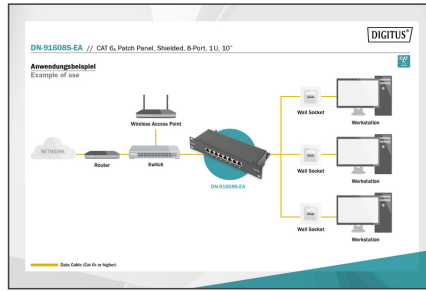 DIGITUS®
DN-91608S-EA // CAT 6A Patch Panel, Shielded, 8-Port, 1U, 10"
CAT
Anwendungsbeispiel
Example of use
Wireless Access Point
NETWORK
Router
Switch
DN-91608S-EA
Wall Socket
Workstation
Wall Socket
Workstation
Wall Socket
Workstation
Data Cable (Cat 6A or higher)